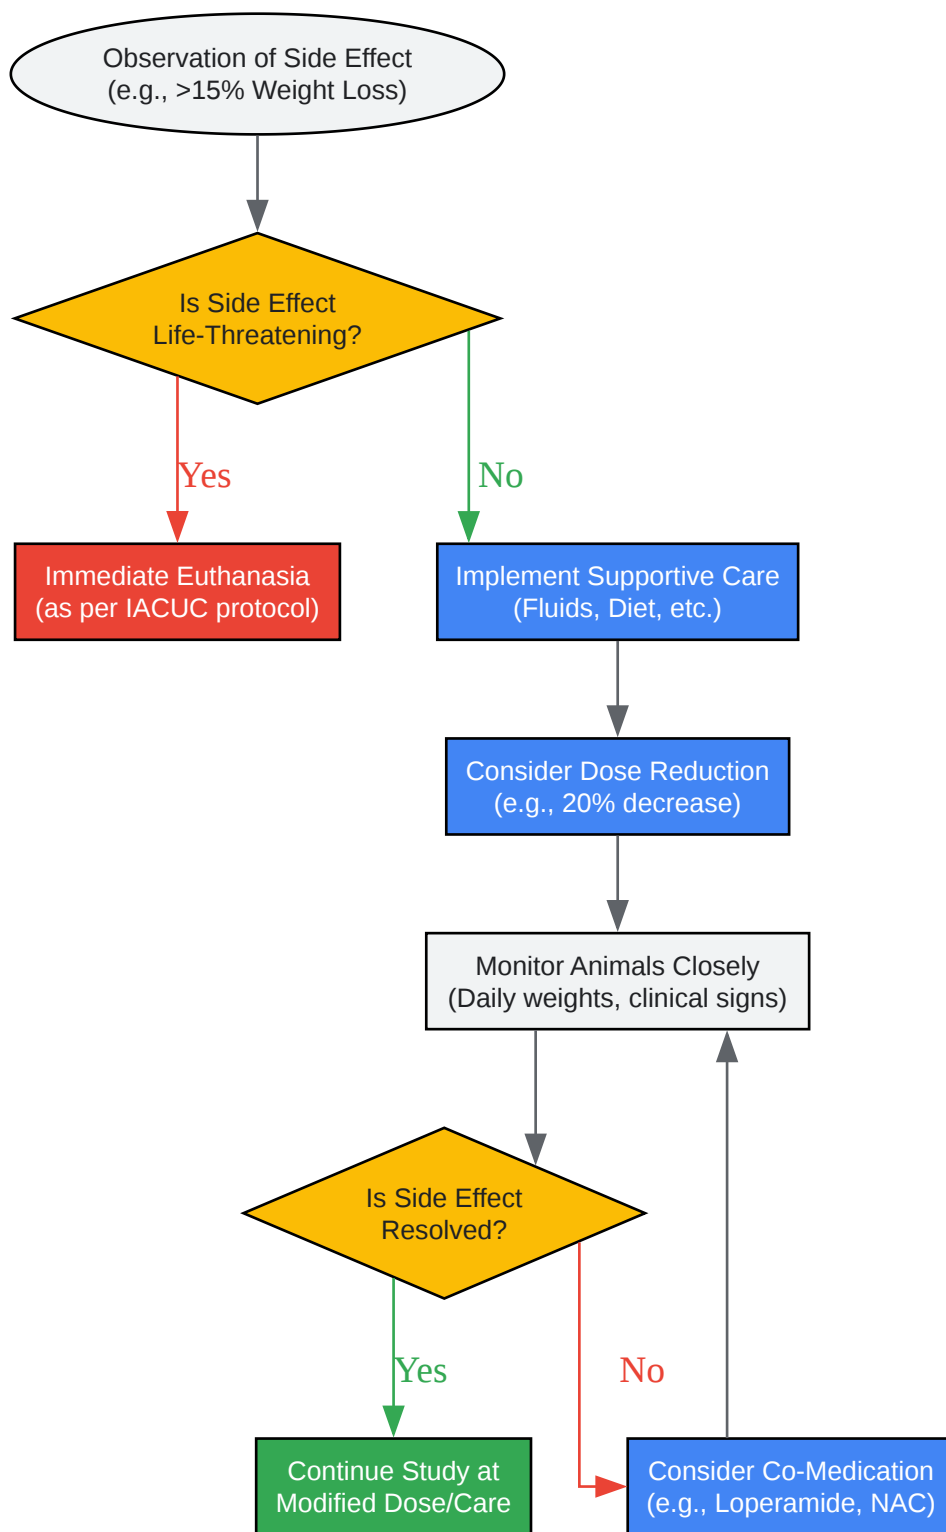 Observation of Side Effect
(e.g., >15% Weight Loss)
Is Side Effect
Life-Threatening?
Yes
No
Immediate Euthanasia
(as per IACUC protocol)
Implement Supportive Care
(Fluids, Diet, etc.)
Consider Dose Reduction
(e.g., 20% decrease)
Monitor Animals Closely
(Daily weights, clinical signs)
Is Side Effect
Resolved?
Yes
No
Continue Study at
Modified Dose/Care
Consider Co-Medication
(e.g., Loperamide, NAC)